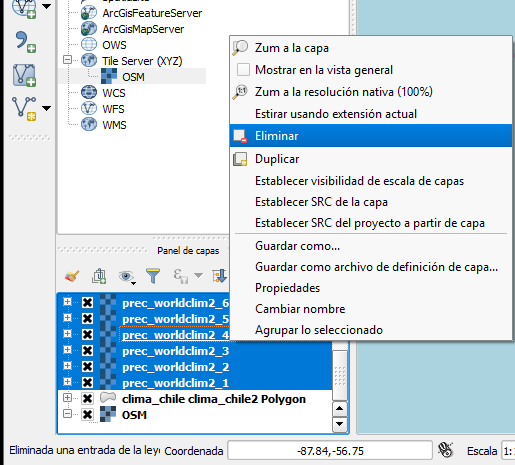 ArcGisFeatureServer
ArcGisMapServer
OWS
Tile Server (XYZ)
OSM
WCS
WFS
WMS
Zum a la capa
Mostrar en la vista general
Zum a la resolución nativa (100%)
Estirar usando extensión actual
Eliminar
Duplicar
Establecer visibilidad de escala de capas
Establecer SRC de la capa
Establecer SRC del proyecto a partir de capa
Guardar como...
Guardar como archivo de definición de capa...
Propiedades
Cambiar nombre
Agrupar lo seleccionado
Panel de capas
prec_worldclim2_6
prec_worldclim2_5
prec_worldclim2_4
prec_worldclim2_3
prec_worldclim2_2
prec_worldclim2_1
clima_chile clima_chile2 Polygon
OSM
Eliminada una entrada de la ley Coordenada -87.84,-56.75 Escala 1: